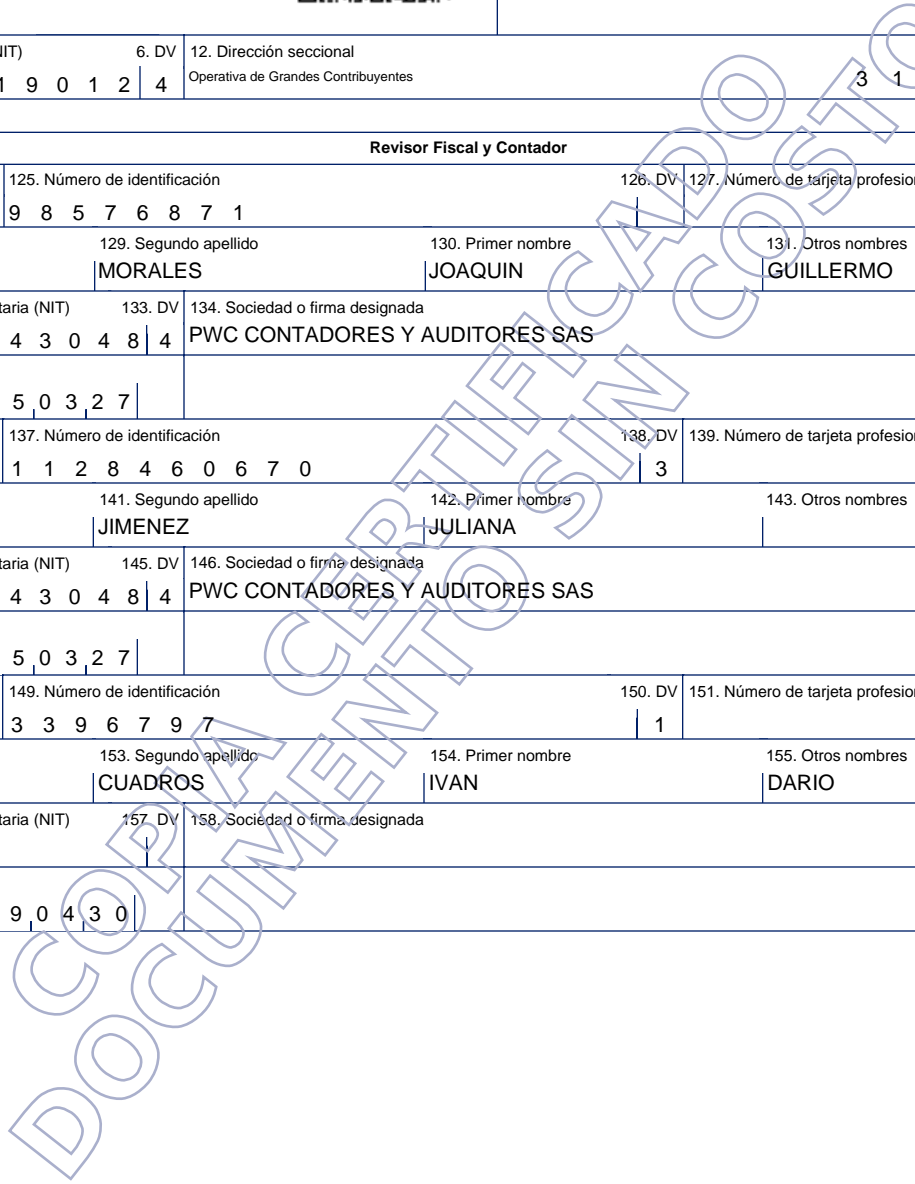 NIT) 6. DV 12. Dirección seccional
1 9 0 1 2 4 Operativa de Grandes Contribuyentes 3 1
Revisor Fiscal y Contador
125. Número de identificación 126. DV 127. Número de tarjeta profesion
9 8 5 7 6 8 7 1
129. Segundo apellido 130. Primer nombre 131. Otros nombres
MORALES JOAQUIN GUILLERMO
taria (NIT) 133. DV 134. Sociedad o firma designada
4 3 0 4 8 4 PWC CONTADORES Y AUDITORES SAS
5 0 3 2 7
137. Número de identificación 138. DV 139. Número de tarjeta profesion
1 1 2 8 4 6 0 6 7 0 3
141. Segundo apellido 142. Primer nombre 143. Otros nombres
JIMENEZ JULIANA
taria (NIT) 145. DV 146. Sociedad o firma designada
4 3 0 4 8 4 PWC CONTADORES Y AUDITORES SAS
5 0 3 2 7
149. Número de identificación 150. DV 151. Número de tarjeta profesion
3 3 9 6 7 9 7 1
153. Segundo apellido 154. Primer nombre 155. Otros nombres
CUADROS IVAN DARIO
taria (NIT) 157. DV 158. Sociedad o firma designada
9 0 4 3 0
COPIA CERTIFICADO
DOCUMENTO SIN COSTO